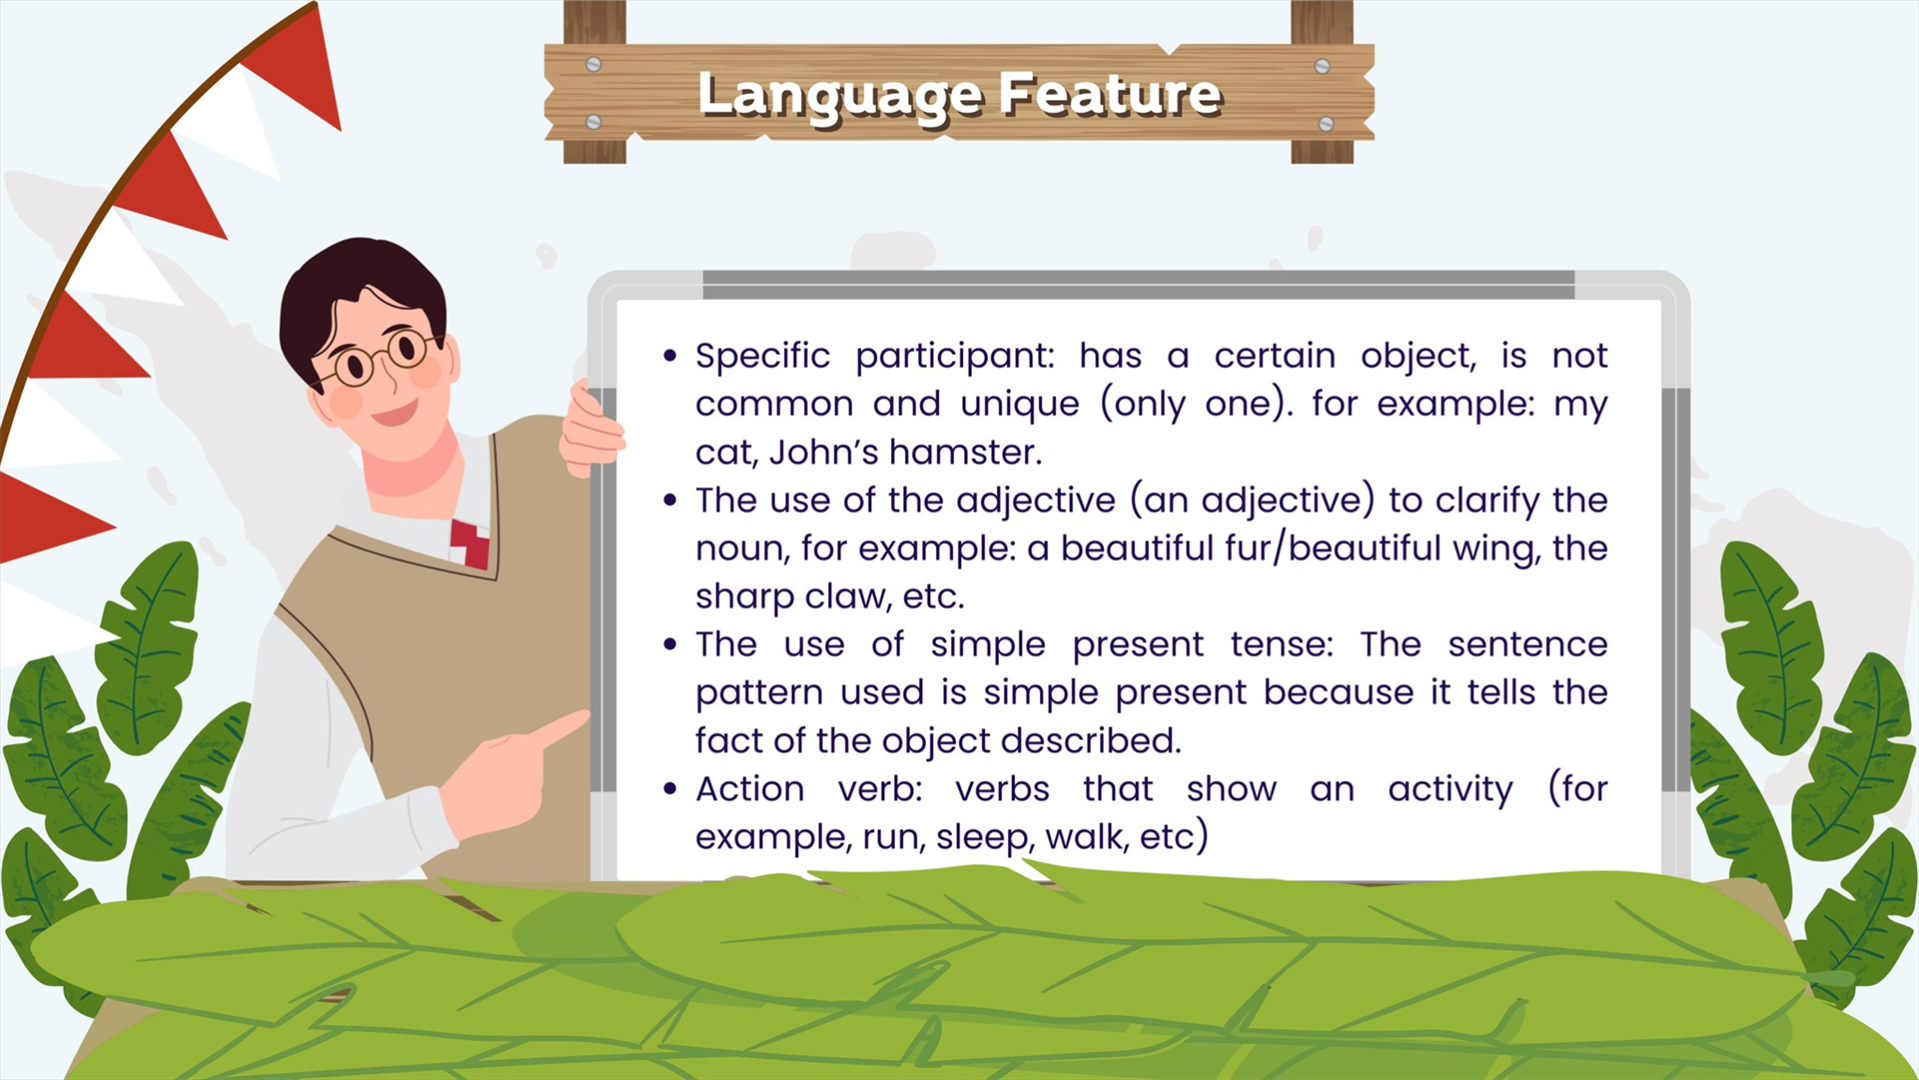 Language Feature
• Specific participant: has a certain object, is not
common and unique (only one). for example: my
cat, John’s hamster.
• The use of the adjective (an adjective) to clarify the
noun, for example: a beautiful fur/beautiful wing, the
sharp claw, etc.
• The use of simple present tense: The sentence
pattern used is simple present because it tells the
fact of the object described.
• Action verb: verbs that show an activity (for
example, run, sleep, walk, etc)